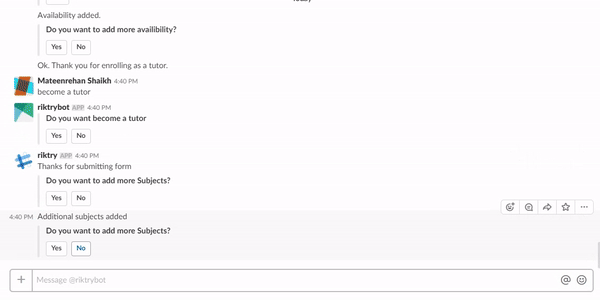 Availability added.
Do you want to add more availibility?
Yes No
Ok. Thank you for enrolling as a tutor.
Mateenrehan Shaikh 4:40 PM
become a tutor
riktrybot APP 4:40 PM
Do you want become a tutor
Yes No
riktry APP 4:40 PM
Thanks for submitting form
Do you want to add more Subjects?
Yes No
4:40 PM Additional subjects added
Do you want to add more Subjects?
Yes No
Message @riktrybot